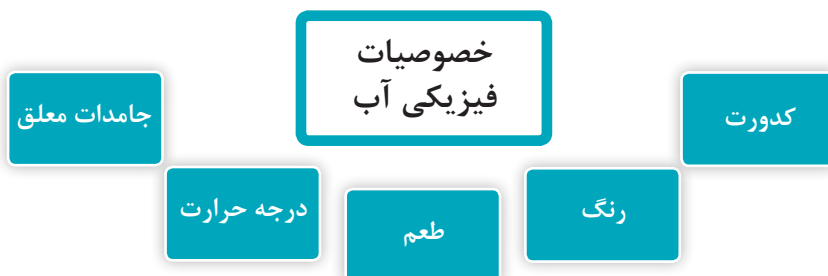 خصوصیات
فیزیکی آب
کدورت
رنگ
طعم
درجه حرارت
جامدات معلق